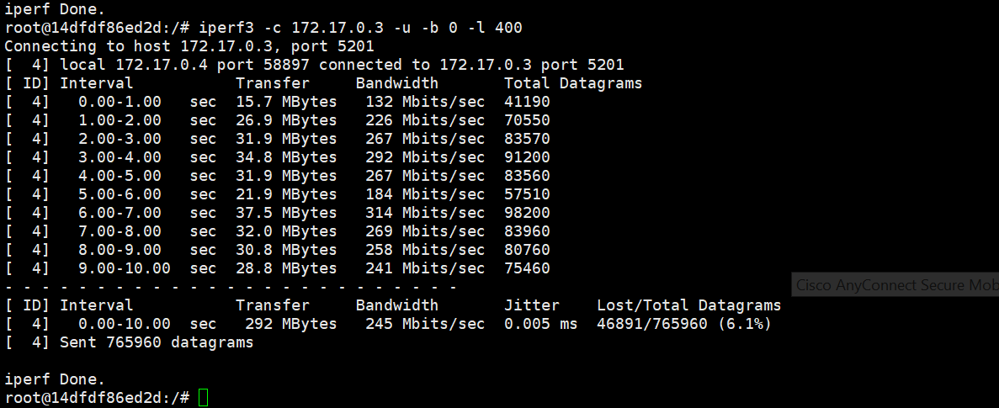 iperf Done.
root@14dfdf86ed2d:/# iperf3 -c 172.17.0.3 -u -b 0 -l 400
Connecting to host 172.17.0.3, port 5201
[  4] local 172.17.0.4 port 58897 connected to 172.17.0.3 port 5201
[ ID] Interval           Transfer     Bandwidth       Total Datagrams
[  4]   0.00-1.00   sec  15.7 MBytes   132 Mbits/sec  41190
[  4]   1.00-2.00   sec  26.9 MBytes   226 Mbits/sec  70550
[  4]   2.00-3.00   sec  31.9 MBytes   267 Mbits/sec  83570
[  4]   3.00-4.00   sec  34.8 MBytes   292 Mbits/sec  91200
[  4]   4.00-5.00   sec  31.9 MBytes   267 Mbits/sec  83560
[  4]   5.00-6.00   sec  21.9 MBytes   184 Mbits/sec  57510
[  4]   6.00-7.00   sec  37.5 MBytes   314 Mbits/sec  98200
[  4]   7.00-8.00   sec  32.0 MBytes   269 Mbits/sec  83960
[  4]   8.00-9.00   sec  30.8 MBytes   258 Mbits/sec  80760
[  4]   9.00-10.00  sec  28.8 MBytes   241 Mbits/sec  75460
- - - - - - - - - - - - - - - - - - - - - - - - -
Cisco AnyConnect Secure Mob
[ ID] Interval           Transfer     Bandwidth       Jitter    Lost/Total Datagrams
[  4]   0.00-10.00  sec   292 MBytes   245 Mbits/sec  0.005 ms  46891/765960 (6.1%)
[  4] Sent 765960 datagrams
iperf Done.
root@14dfdf86ed2d:/#